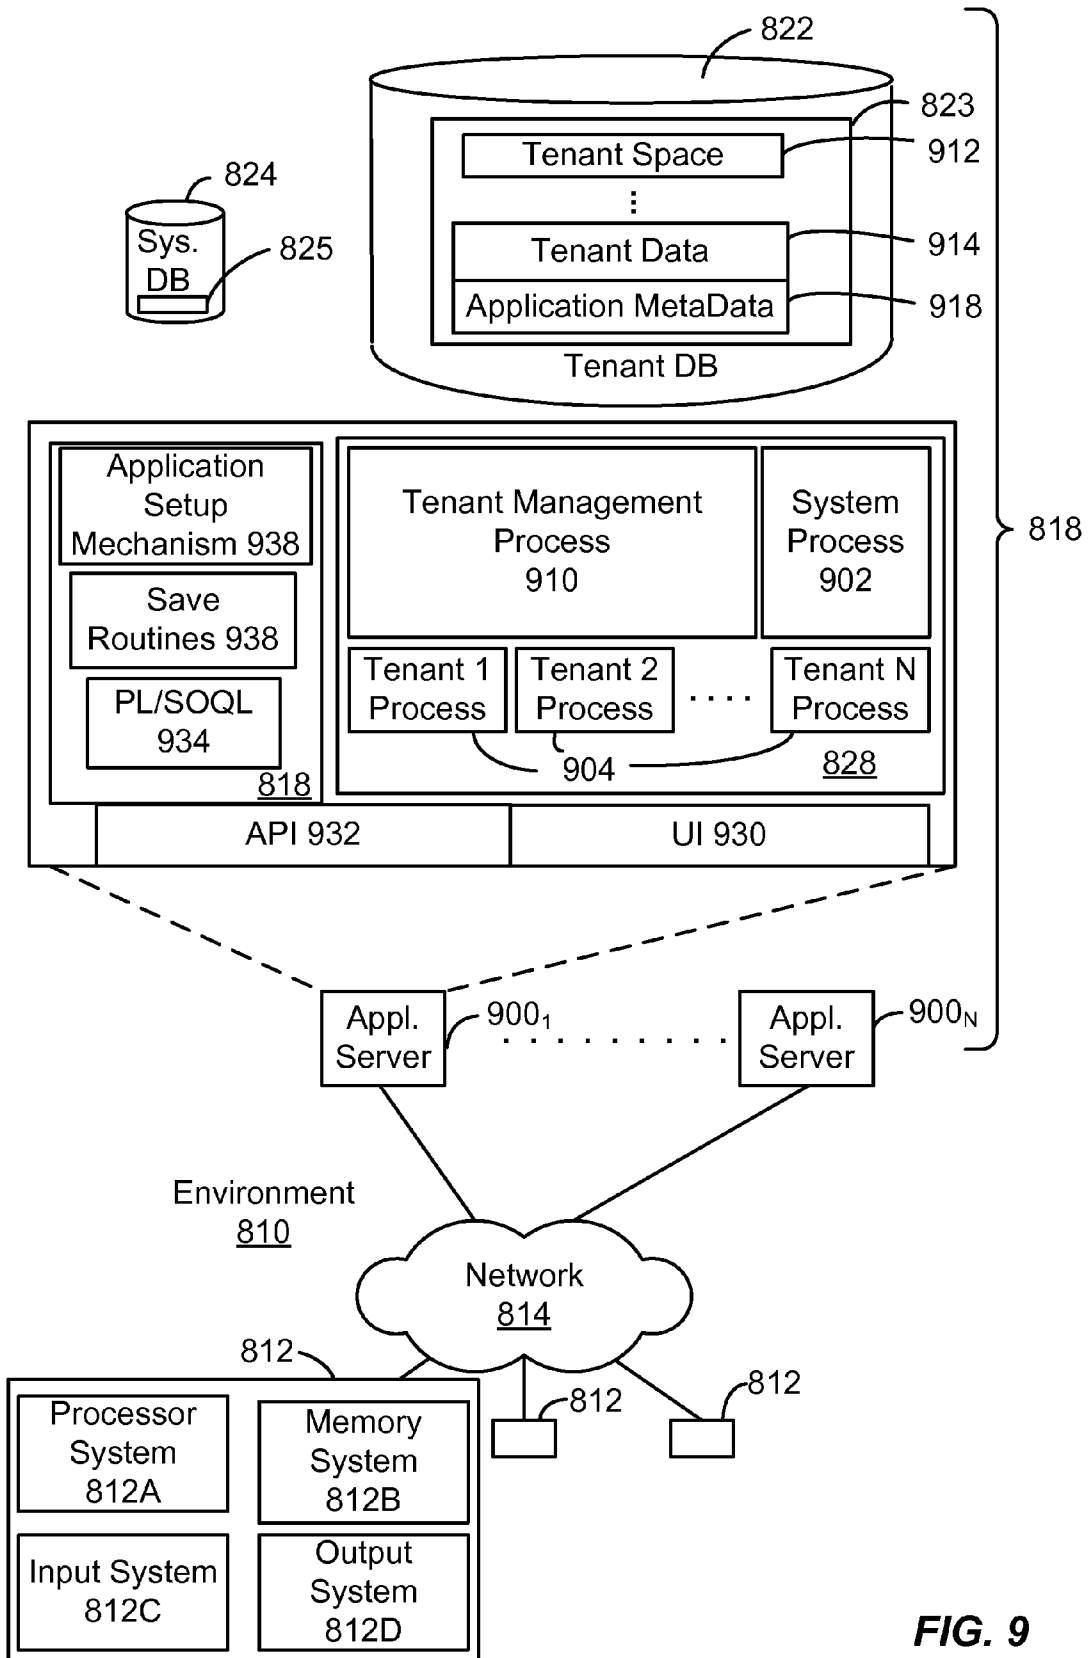 822
823
Tenant Space
912
824
Sys.
DB
825
Tenant Data
914
Application MetaData
918
Tenant DB
Application
Setup
Mechanism 938
Tenant Management
Process
910
System
Process
902
818
Save
Routines 938
Tenant 1
Process
Tenant 2
Process
Tenant N
Process
PL/SOQL
934
904
828
818
API 932
UI 930
Appl.
Server
900₁
Appl.
Server
900N
Environment
810
Network
814
812
812
812
Processor
System
812A
Memory
System
812B
Input System
812C
Output
System
812D
FIG. 9